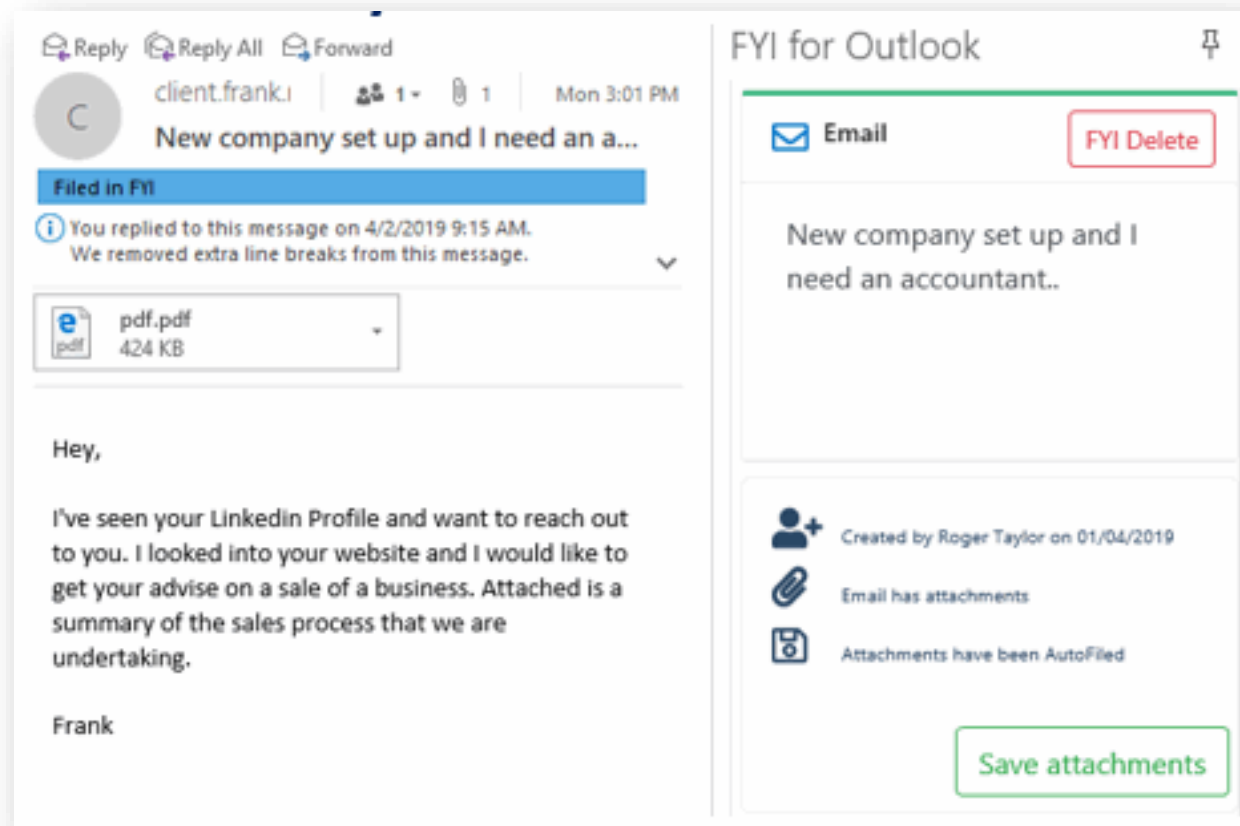 Reply Reply All Forward
client.frank. 1 1 Mon 3:01 PM
C
New company set up and I need an a...
Filed in FYI
You replied to this message on 4/2/2019 9:15 AM.
We removed extra line breaks from this message.
pdf.pdf
pdf
424 KB
Hey,
I've seen your Linkedin Profile and want to reach out
to you. I looked into your website and I would like to
get your advise on a sale of a business. Attached is a
summary of the sales process that we are
undertaking.
Frank
FYI for Outlook
Email FYI Delete
New company set up and I
need an accountant..
Created by Roger Taylor on 01/04/2019
Email has attachments
Attachments have been AutoFiled
Save attachments